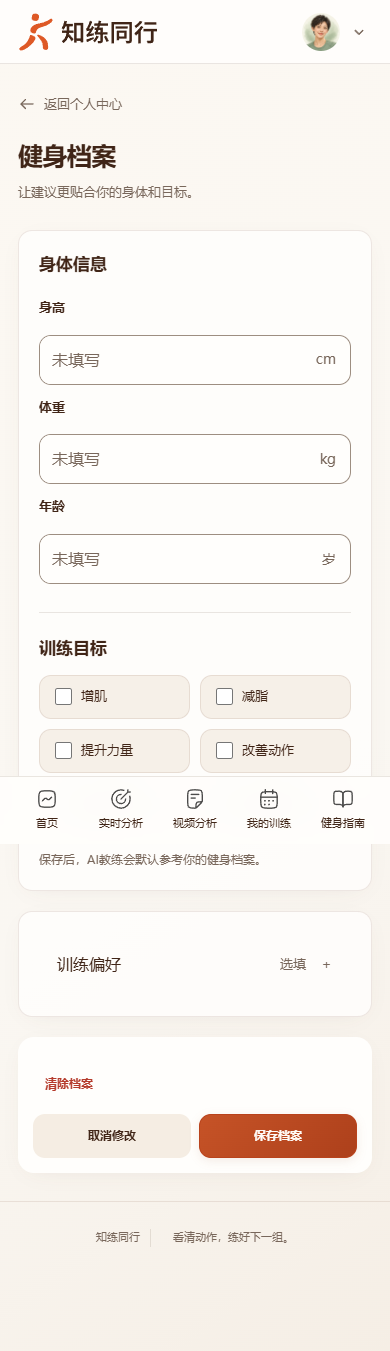 知练同行
返回个人中心
健身档案
让建议更贴合你的身体和目标。
身体信息
身高
未填写 cm
体重
未填写 kg
年龄
未填写 岁
训练目标
增肌 减脂
提升力量 改善动作
首页 实时分析 视频分析 我的训练 健身指南
保存后，AI教练会默认参考你的健身档案。
训练偏好 选填 +
清除档案
取消修改 保存档案
知练同行 看清动作，练好下一组。